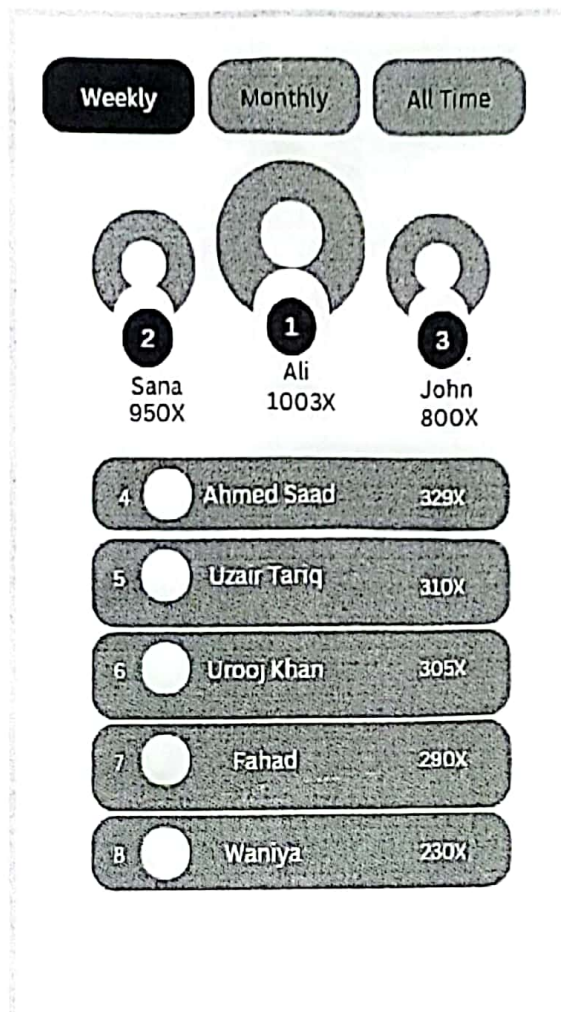 Weekly Monthly All Time
2 1 3
Sana Ali John
950X 1003X 800X
4 Ahmed Saad 329X
5 Uzair Tariq 310X
6 Urooj Khan 305X
7 Fahad 290X
8 Waniya 230X